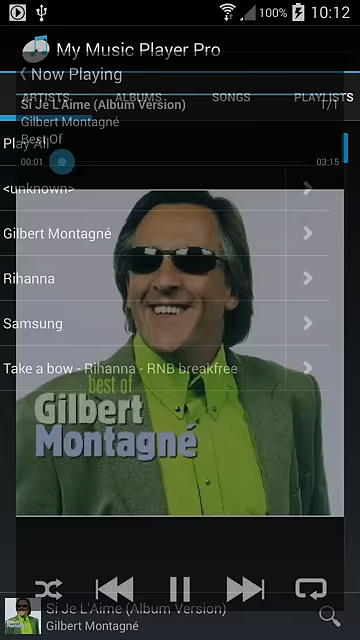 100% 10:12
My Music Player Pro
Now Playing
ARTISTS ALBUMS SONGS PLAYLISTS
Si Je L'Aime (Album Version) 1/1
Gilbert Montagné
Best Of
Play All
00:01 03:15
<unknown>
Gilbert Montagné
Rihanna
Samsung
Take a bow - Rihanna - RNB breakfree
best of
Gilbert
Montagné
Si Je L'Aime (Album Version)
Gilbert Montagné